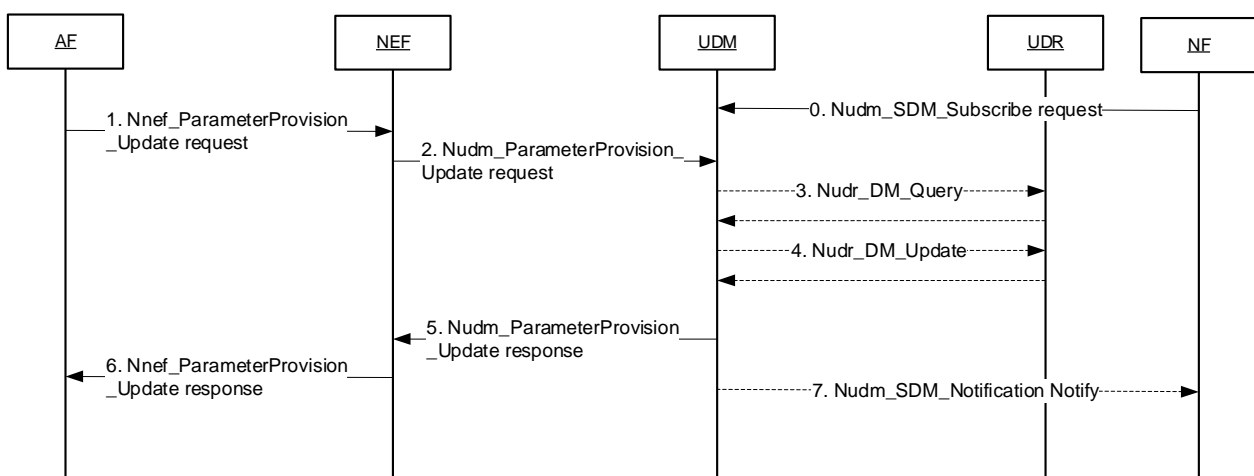 AF
NEF
UDM
UDR
NF
0. Nudm_SDM_Subscribe request
1. Nnef_ParameterProvision
_Update request
2. Nudm_ParameterProvision_
Update request
3. Nudr_DM_Query
4. Nudr_DM_Update
5. Nudm_ParameterProvision
_Update response
6. Nnef_ParameterProvision
_Update response
7. Nudm_SDM_Notification Notify